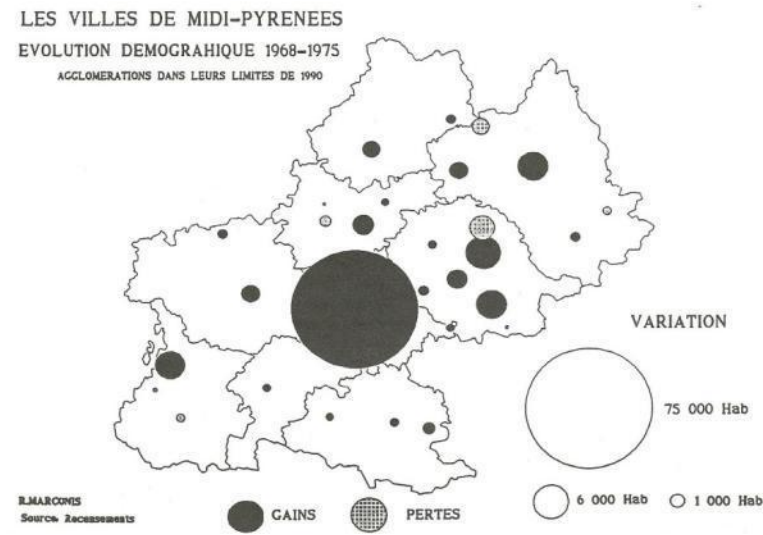 LES VILLES DE MIDI-PYRENEES
EVOLUTION DEMOGRAHIQUE 1968-1975
AGGLOMERATIONS DANS LEURS LIMITES DE 1990
VARIATION
75 000 Hab
6 000 Hab
1 000 Hab
R.MARCONIS
Source. Recensements
GAINS
PERTES